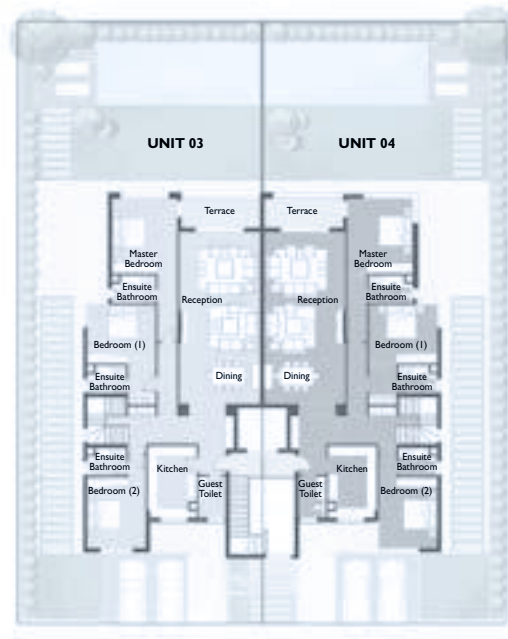 UNIT 03
UNIT 04
Terrace
Terrace
Master
Bedroom
Master
Bedroom
Ensuite
Bathroom
Ensuite
Bathroom
Reception
Reception
Bedroom (1)
Bedroom (1)
Ensuite
Bathroom
Dining
Dining
Ensuite
Bathroom
Ensuite
Bathroom
Kitchen
Kitchen
Ensuite
Bathroom
Guest
Toilet
Guest
Toilet
Bedroom (2)
Bedroom (2)